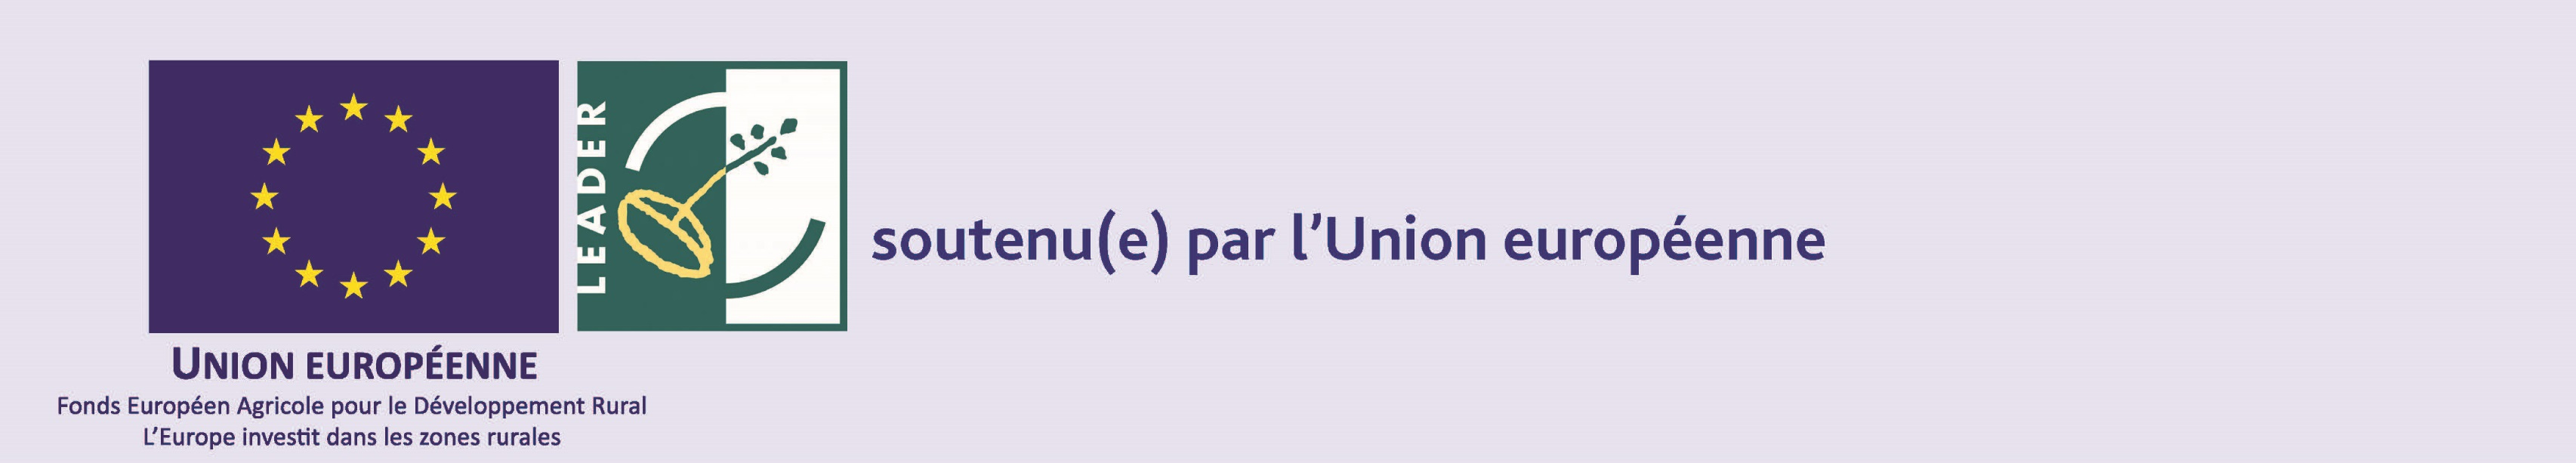 LEADER
soutenu(e) par l'Union européenne
UNION EUROPÉENNE
Fonds Européen Agricole pour le Développement Rural
L'Europe investit dans les zones rurales